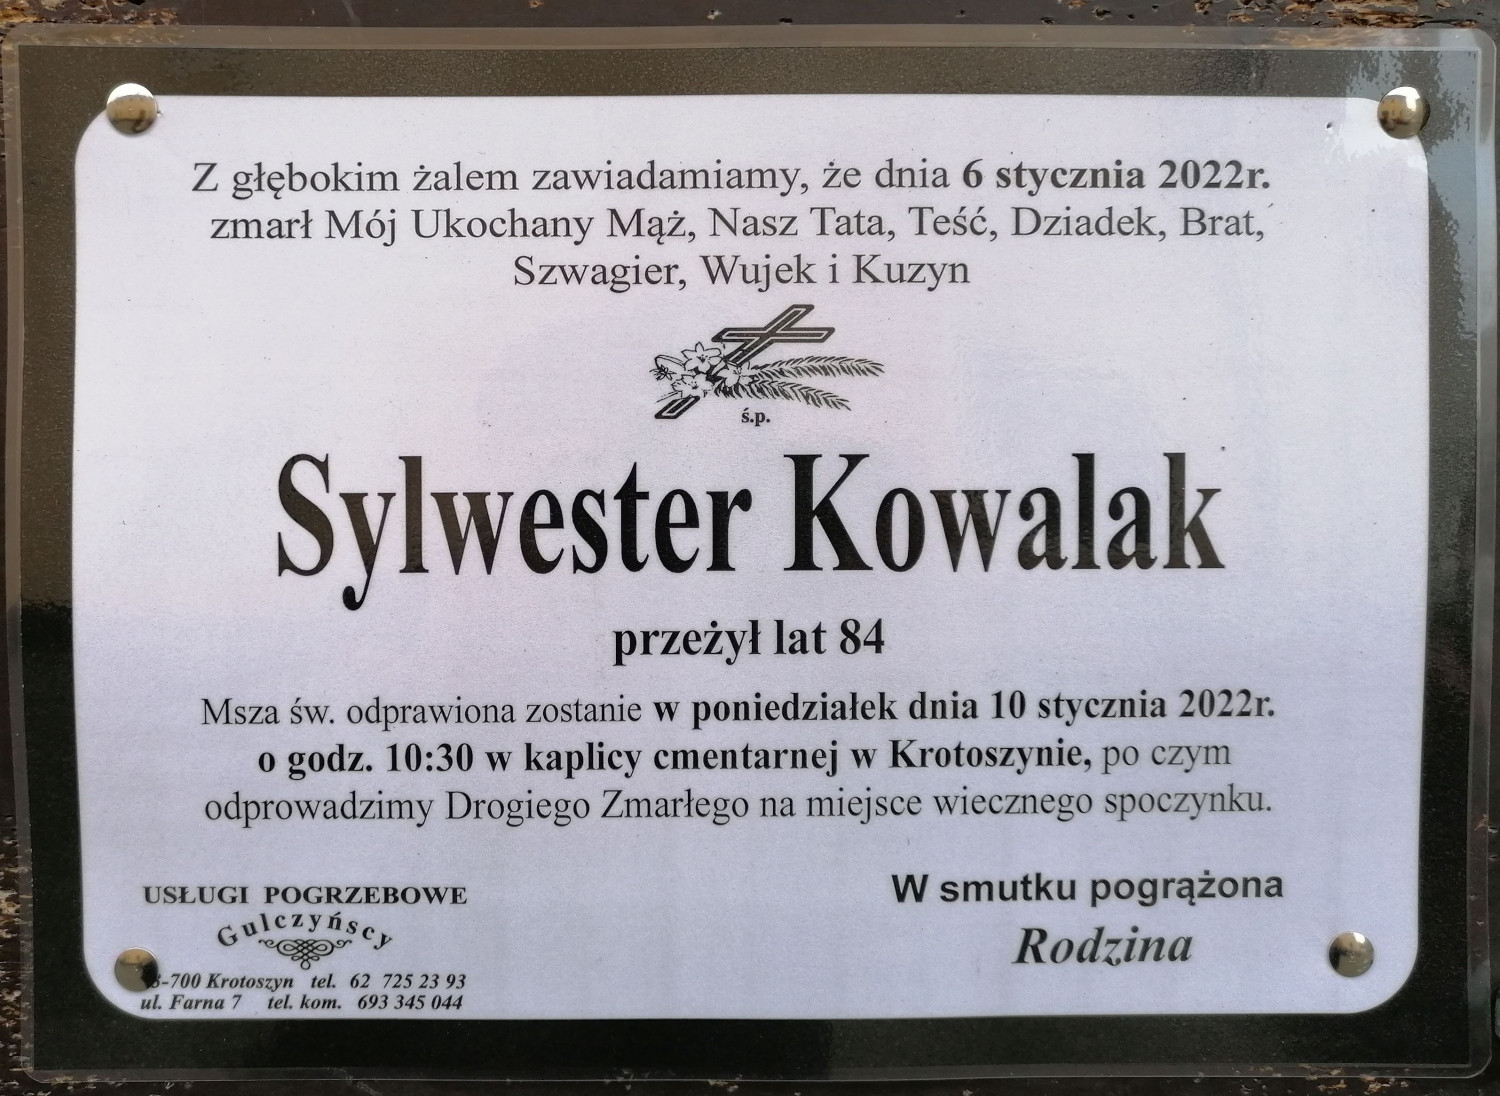 Z głębokim żalem zawiadamiamy, że dnia 6 stycznia 2022r.
zmarł Mój Ukochany Mąż, Nasz Tata, Teść, Dziadek, Brat,
Szwagier, Wujek i Kuzyn
ś.p.
Sylwester Kowalak
przeżył lat 84
Msza św. odprawiona zostanie w poniedziałek dnia 10 stycznia 2022r.
o godz. 10:30 w kaplicy cmentarnej w Krotoszynie, po czym
odprowadzimy Drogiego Zmarłego na miejsce wiecznego spoczynku.
W smutku pogrążona
Rodzina
USŁUGI POGRZEBOWE
Gulczyńscy
-700 Krotoszyn tel. 62 725 23 93
ul. Farna 7 tel. kom. 693 345 044